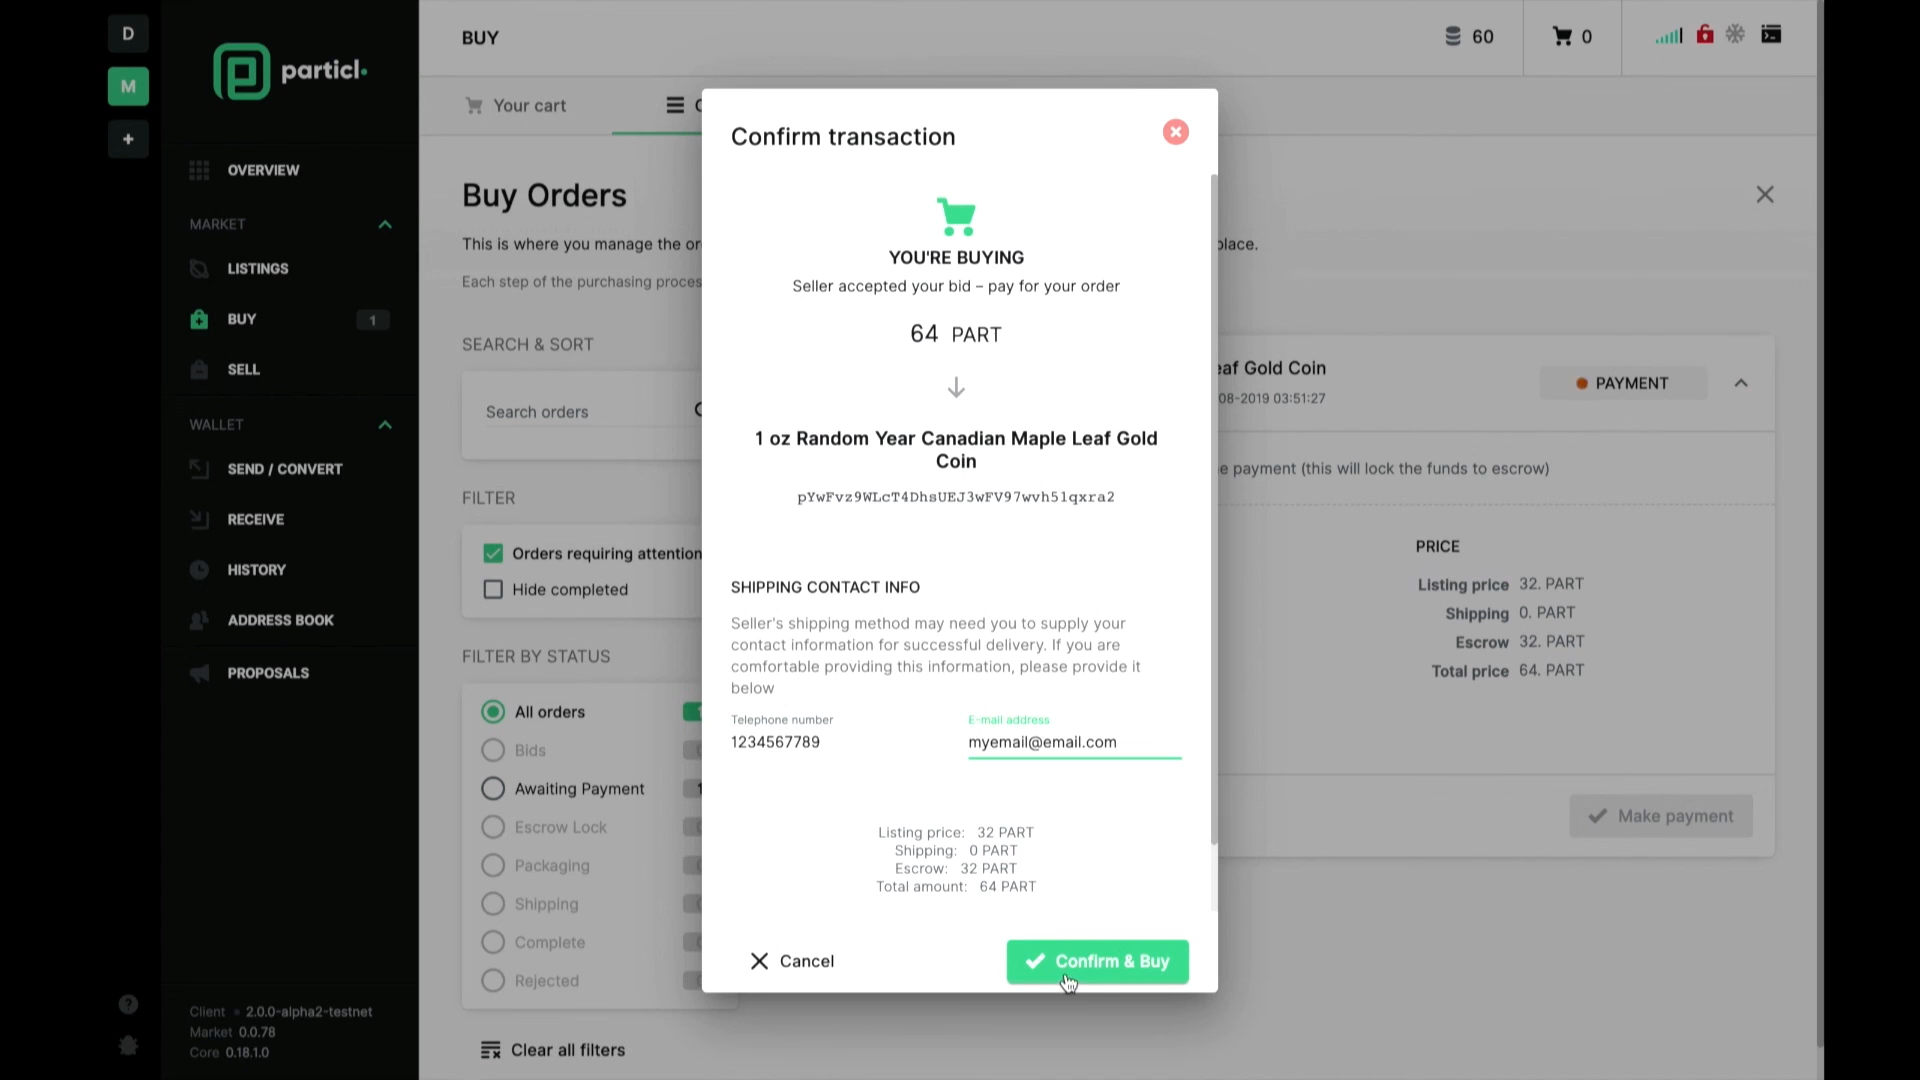 D
M
+
particl
OVERVIEW
MARKET
LISTINGS
BUY 1
SELL
WALLET
SEND / CONVERT
RECEIVE
HISTORY
ADDRESS BOOK
PROPOSALS
Client 2.0.0-alpha2-testnet
Market 0.0.78
Core 0.18.1.0
BUY
60
0
Your cart
Buy Orders
This is where you manage the
Each step of the purchasing
SEARCH & SORT
Search orders
FILTER
Orders requiring attention
Hide completed
FILTER BY STATUS
All orders
Bids
Awaiting Payment
Escrow Lock
Packaging
Shipping
Complete
Rejected
Clear all filters
Confirm transaction
YOU'RE BUYING
Seller accepted your bid – pay for your order
64 PART
1 oz Random Year Canadian Maple Leaf Gold
Coin
pYwFvz9WLcT4DhsUEJ3wFV97wvh51qxra2
SHIPPING CONTACT INFO
Seller's shipping method may need you to supply your
contact information for successful delivery. If you are
comfortable providing this information, please provide it
below
Telephone number
1234567789
E-mail address
myemail@email.com
Listing price: 32 PART
Shipping: 0 PART
Escrow: 32 PART
Total amount: 64 PART
Cancel
Confirm & Buy
Gold Coin
08-2019 03:51:27
PAYMENT
payment (this will lock the funds to escrow)
PRICE
Listing price 32. PART
Shipping 0. PART
Escrow 32. PART
Total price 64. PART
Make payment